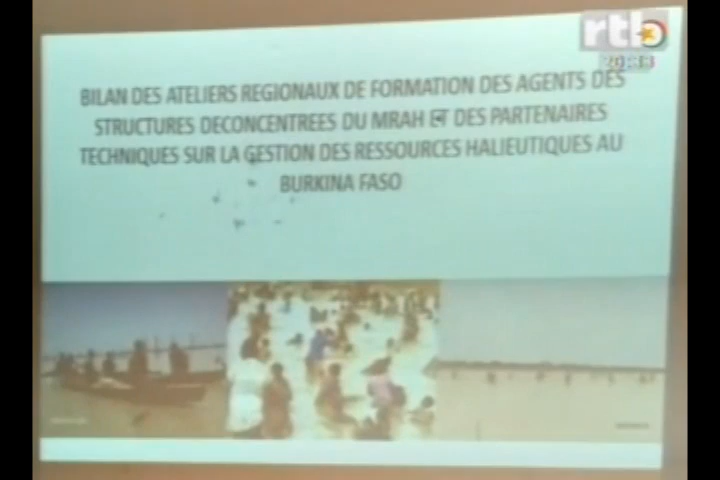 rtb
20:33
BILAN DES ATELIERS REGIONAUX DE FORMATION DES AGENTS DES
STRUCTURES DECONCENTREES DU MRAH ET DES PARTENAIRES
TECHNIQUES SUR LA GESTION DES RESSOURCES HALIEUTIQUES AU
BURKINA FASO